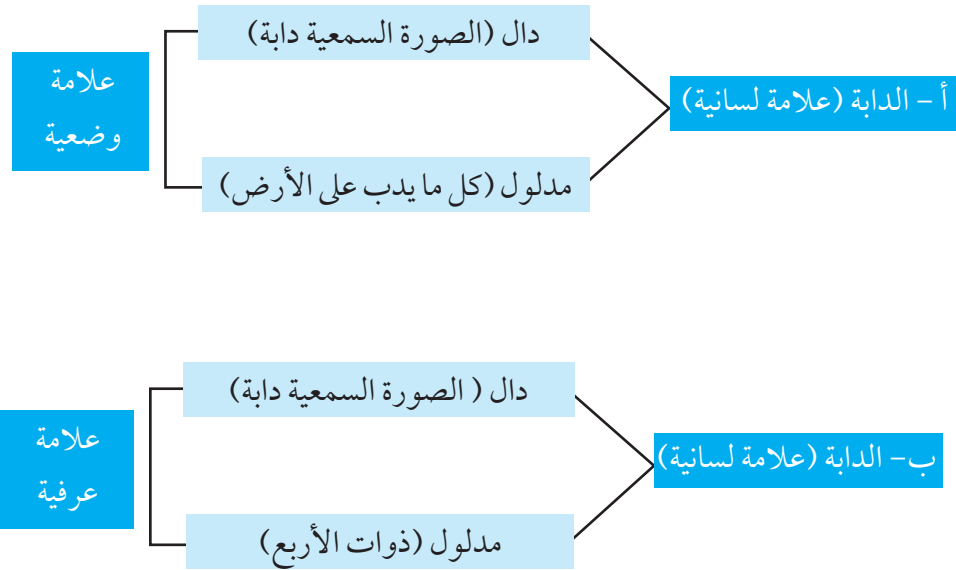 أ - الدابة (علامة لسانية)
دال (الصورة السمعية دابة)
مدلول (كل ما يدب على الأرض)
علامة
وضعية
ب- الدابة (علامة لسانية)
دال ( الصورة السمعية دابة)
مدلول (ذوات الأربع)
علامة
عرفية